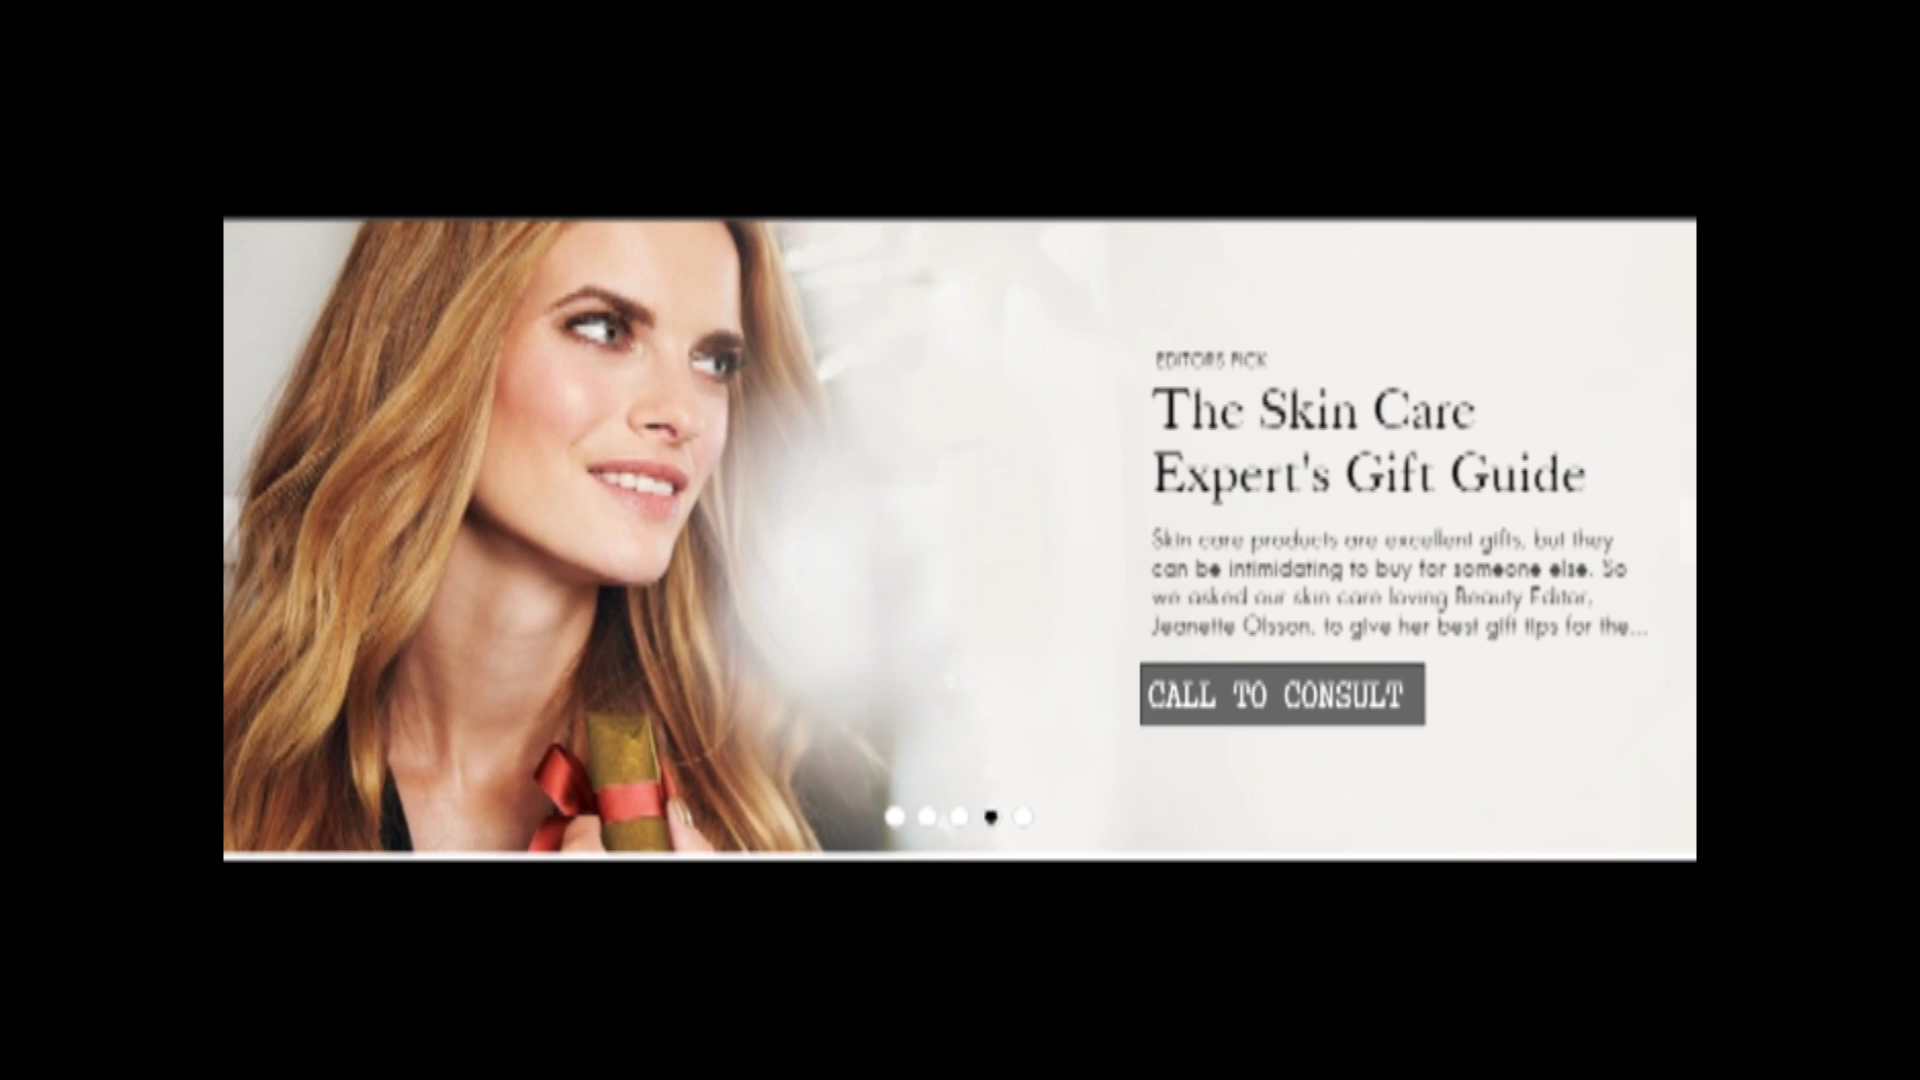 EDITORS PICK
The Skin Care
Expert's Gift Guide
Skin care products are excellent gifts, but they
can be intimidating to buy for someone else. So
we asked our skin care loving Beauty Editor,
Jeanette Olsson, to give her best gift tips for the...
CALL TO CONSULT